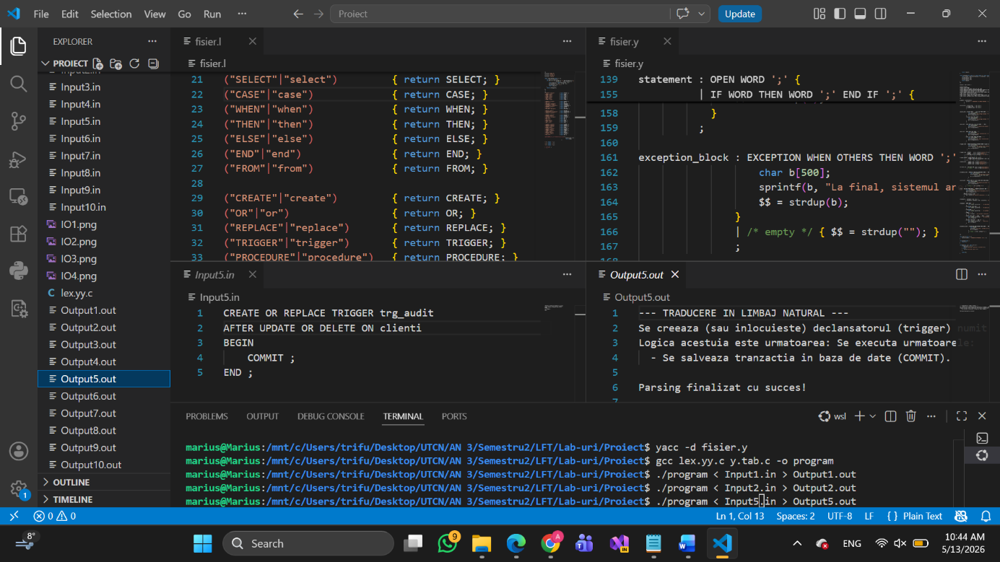 File Edit Selection View Go Run ··· Proiect Update
EXPLORER ···
PROIECT
Input3.in
Input4.in
Input5.in
Input6.in
Input7.in
Input8.in
Input9.in
Input10.in
IO1.png
IO2.png
IO3.png
IO4.png
C lex.yy.c
Output1.out
Output2.out
Output3.out
Output4.out
Output5.out
Output6.out
Output7.out
Output8.out
Output9.out
Output10.out
OUTLINE
TIMELINE
fisier.l ···
fisier.l
21 ("SELECT"|"select") { return SELECT; }
22 ("CASE"|"case") { return CASE; }
23 ("WHEN"|"when") { return WHEN; }
24 ("THEN"|"then") { return THEN; }
25 ("ELSE"|"else") { return ELSE; }
26 ("END"|"end") { return END; }
27 ("FROM"|"from") { return FROM; }
28
29 ("CREATE"|"create") { return CREATE; }
30 ("OR"|"or") { return OR; }
31 ("REPLACE"|"replace") { return REPLACE; }
32 ("TRIGGER"|"trigger") { return TRIGGER; }
33 ("PROCEDURE"|"procedure") { return PROCEDURE; }
fisier.y ···
fisier.y
139 statement : OPEN WORD ';' {
155 | IF WORD THEN WORD ';' END IF ';' {
158 }
159 ;
160
161 exception_block : EXCEPTION WHEN OTHERS THEN WORD ';'
162 char b[500];
163 sprintf(b, "La final, sistemul ar
164 $$ = strdup(b);
165 }
166 | /* empty */ { $$ = strdup(""); }
167 ;
168
Input5.in ···
Input5.in
1 CREATE OR REPLACE TRIGGER trg_audit
2 AFTER UPDATE OR DELETE ON clienti
3 BEGIN
4 COMMIT ;
5 END ;
Output5.out ···
Output5.out
1 --- TRADUCERE IN LIMBAJ NATURAL ---
2 Se creeaza (sau inlocuieste) declansatorul (trigger) numit
3 Logica acestuia este urmatoarea: Se executa urmatoarele:
4 - Se salveaza tranzactia in baza de date (COMMIT).
5
6 Parsing finalizat cu succes!
7
PROBLEMS OUTPUT DEBUG CONSOLE TERMINAL PORTS wsl ···
marius@Marius:/mnt/c/Users/trifu/Desktop/UTCN/AN 3/Semestru2/LFT/Lab-uri/Proiect$ yacc -d fisier.y
marius@Marius:/mnt/c/Users/trifu/Desktop/UTCN/AN 3/Semestru2/LFT/Lab-uri/Proiect$ gcc lex.yy.c y.tab.c -o program
marius@Marius:/mnt/c/Users/trifu/Desktop/UTCN/AN 3/Semestru2/LFT/Lab-uri/Proiect$ ./program < Input1.in > Output1.out
marius@Marius:/mnt/c/Users/trifu/Desktop/UTCN/AN 3/Semestru2/LFT/Lab-uri/Proiect$ ./program < Input2.in > Output2.out
marius@Marius:/mnt/c/Users/trifu/Desktop/UTCN/AN 3/Semestru2/LFT/Lab-uri/Proiect$ ./program < Input5.in > Output5.out
1
0 0 Ln 1, Col 13 Spaces: 2 UTF-8 LF { } Plain Text
8° Search 9 A ENG 10:44 AM
5/13/2026